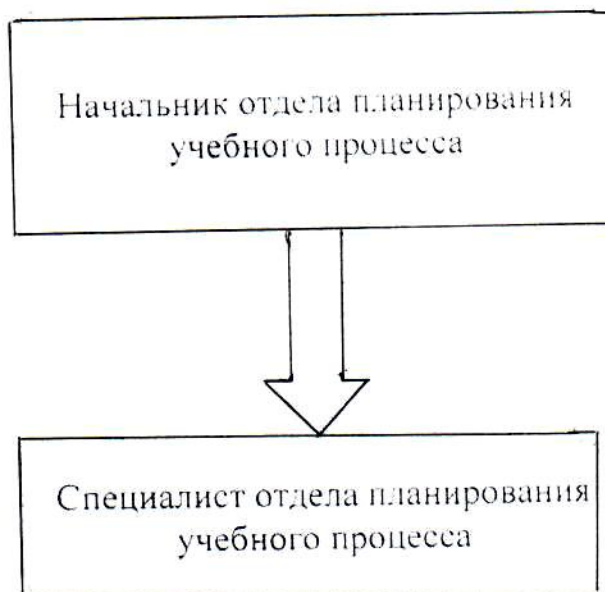 Начальник отдела планирования
учебного процесса
Специалист отдела планирования
учебного процесса